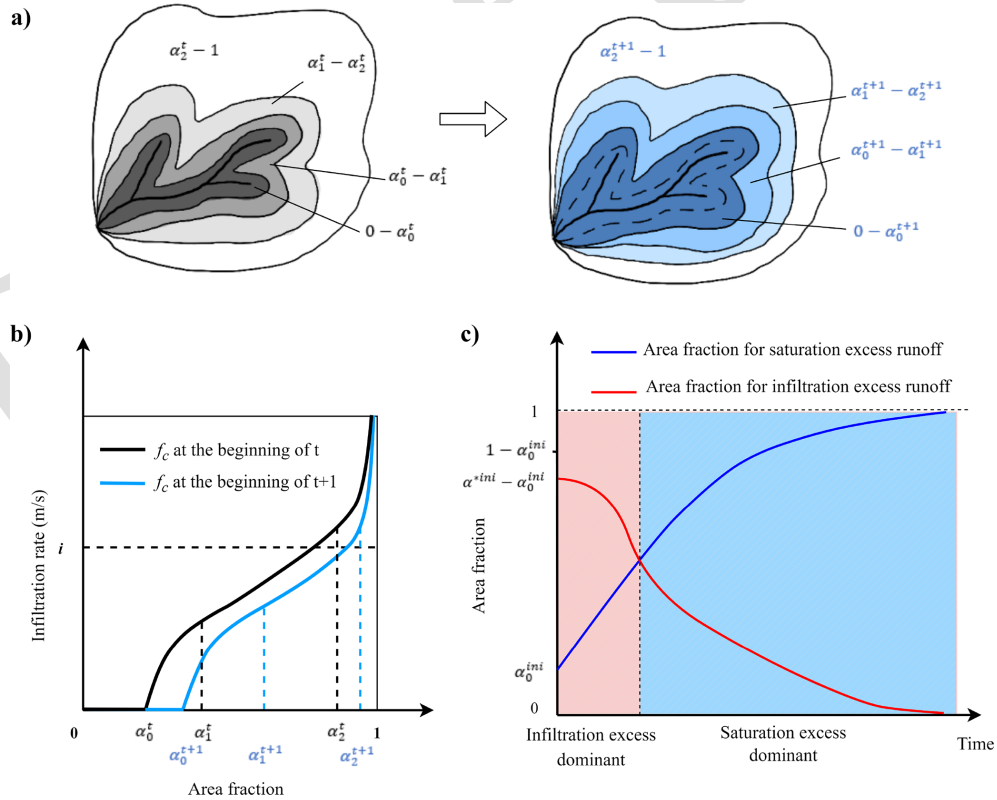 a)
α₂ᵗ − 1
α₁ᵗ − α₂ᵗ
α₀ᵗ − α₁ᵗ
0 − α₀ᵗ
α₂ᵗ⁺¹ − 1
α₁ᵗ⁺¹ − α₂ᵗ⁺¹
α₀ᵗ⁺¹ − α₁ᵗ⁺¹
0 − α₀ᵗ⁺¹
b)
f_c at the beginning of t
f_c at the beginning of t+1
Infiltration rate (m/s)
i
0
α₀ᵗ
α₁ᵗ
α₂ᵗ
1
α₀ᵗ⁺¹
α₁ᵗ⁺¹
α₂ᵗ⁺¹
Area fraction
c)
Area fraction for saturation excess runoff
Area fraction for infiltration excess runoff
Area fraction
1
1 − α₀ⁱⁿⁱ
α*ⁱⁿⁱ − α₀ⁱⁿⁱ
α₀ⁱⁿⁱ
0
Infiltration excess
dominant
Saturation excess
dominant
Time